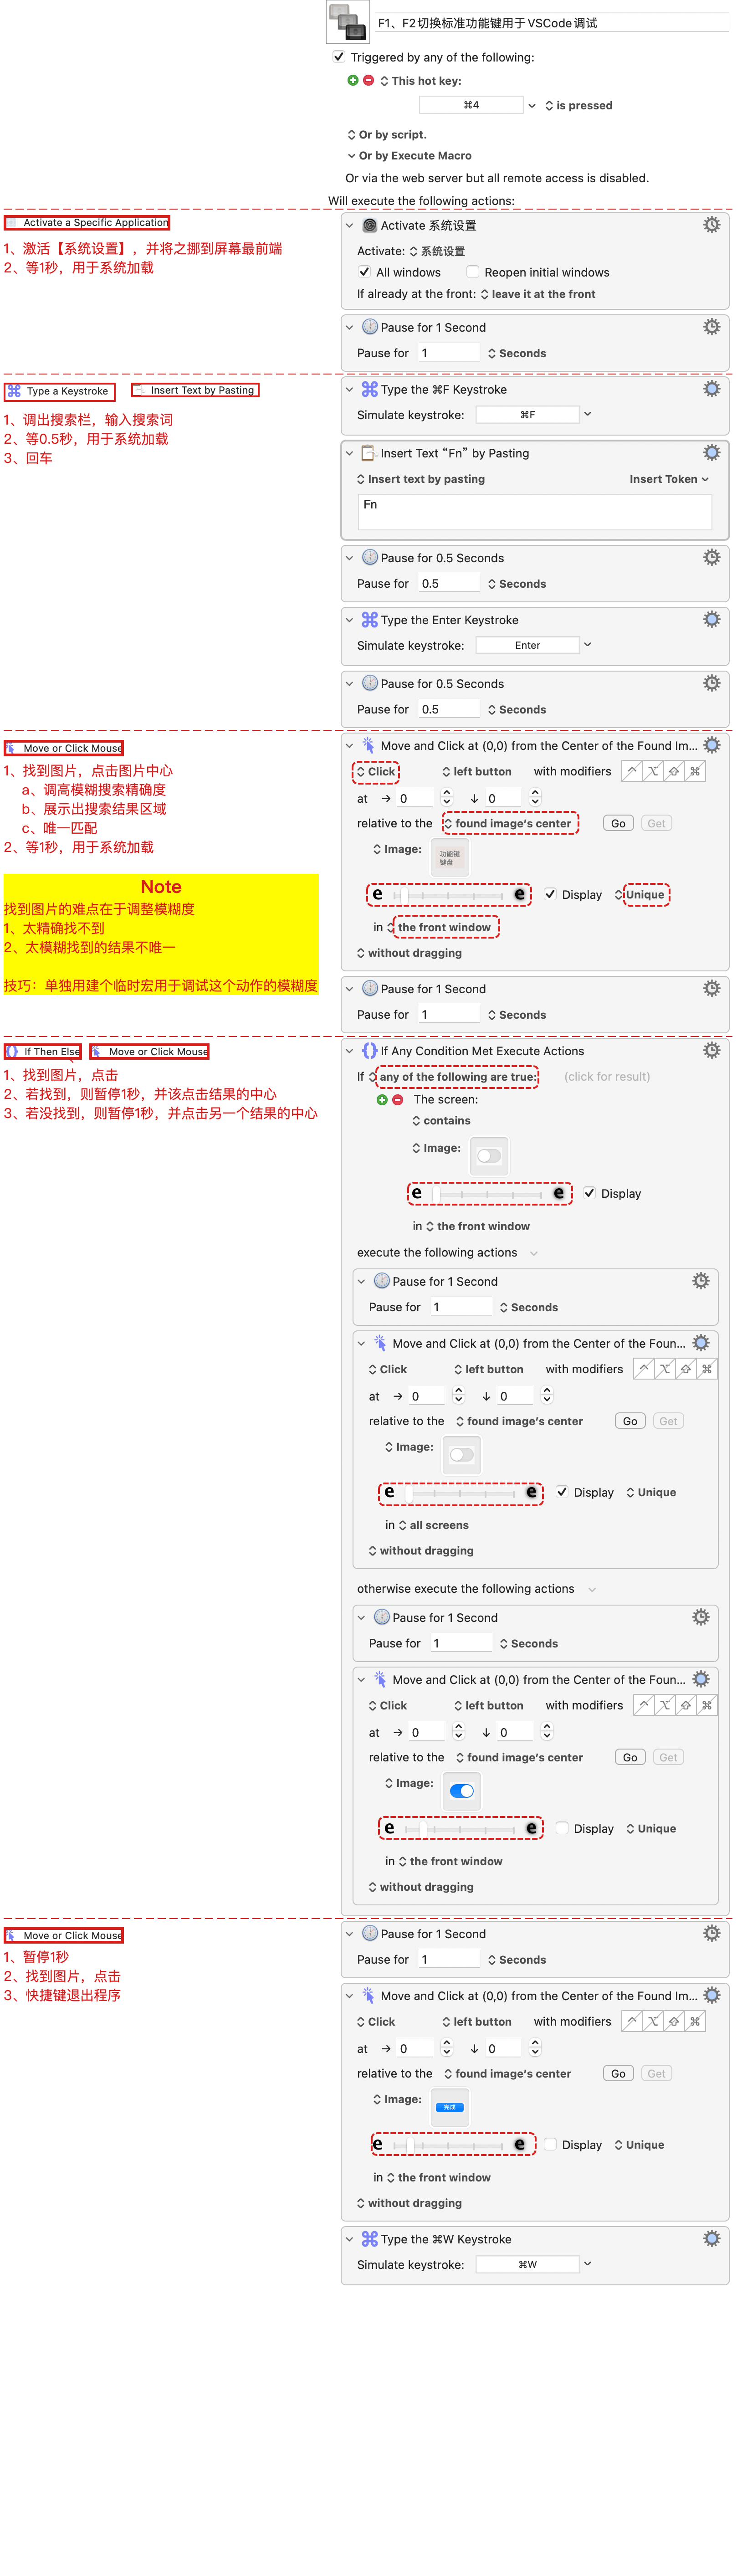 F1、F2切换标准功能键用于VSCode调试
Triggered by any of the following:
This hot key:
⌘4 is pressed
Or by script.
Or by Execute Macro
Or via the web server but all remote access is disabled.
Will execute the following actions:
Activate a Specific Application
1、激活【系统设置】，并将之挪到屏幕最前端
2、等1秒，用于系统加载
Activate 系统设置
Activate: 系统设置
All windows Reopen initial windows
If already at the front: leave it at the front
Pause for 1 Second
Pause for 1 Seconds
Type a Keystroke Insert Text by Pasting
1、调出搜索栏，输入搜索词
2、等0.5秒，用于系统加载
3、回车
Type the ⌘F Keystroke
Simulate keystroke: ⌘F
Insert Text “Fn” by Pasting
Insert text by pasting Insert Token
Fn
Pause for 0.5 Seconds
Pause for 0.5 Seconds
Type the Enter Keystroke
Simulate keystroke: Enter
Pause for 0.5 Seconds
Pause for 0.5 Seconds
Move or Click Mouse
1、找到图片，点击图片中心
a、调高模糊搜索精确度
b、展示出搜索结果区域
c、唯一匹配
2、等1秒，用于系统加载
Note
找到图片的难点在于调整模糊度
1、太精确找不到
2、太模糊找到的结果不唯一
技巧：单独用建个临时宏用于调试这个动作的模糊度
Move and Click at (0,0) from the Center of the Found Im...
Click left button with modifiers ⌃ ⌥ ⇧ ⌘
at → 0 ↓ 0
relative to the found image’s center Go Get
Image: 功能键
键盘
e e Display Unique
in the front window
without dragging
Pause for 1 Second
Pause for 1 Seconds
If Then Else Move or Click Mouse
1、找到图片，点击
2、若找到，则暂停1秒，并该点击结果的中心
3、若没找到，则暂停1秒，并点击另一个结果的中心
If Any Condition Met Execute Actions
If any of the following are true: (click for result)
The screen:
contains
Image:
e e Display
in the front window
execute the following actions
Pause for 1 Second
Pause for 1 Seconds
Move and Click at (0,0) from the Center of the Foun...
Click left button with modifiers ⌃ ⌥ ⇧ ⌘
at → 0 ↓ 0
relative to the found image’s center Go Get
Image:
e e Display Unique
in all screens
without dragging
otherwise execute the following actions
Pause for 1 Second
Pause for 1 Seconds
Move and Click at (0,0) from the Center of the Foun...
Click left button with modifiers ⌃ ⌥ ⇧ ⌘
at → 0 ↓ 0
relative to the found image’s center Go Get
Image:
e e Display Unique
in the front window
without dragging
Move or Click Mouse
1、暂停1秒
2、找到图片，点击
3、快捷键退出程序
Pause for 1 Second
Pause for 1 Seconds
Move and Click at (0,0) from the Center of the Found Im...
Click left button with modifiers ⌃ ⌥ ⇧ ⌘
at → 0 ↓ 0
relative to the found image’s center Go Get
Image: 完成
e e Display Unique
in the front window
without dragging
Type the ⌘W Keystroke
Simulate keystroke: ⌘W